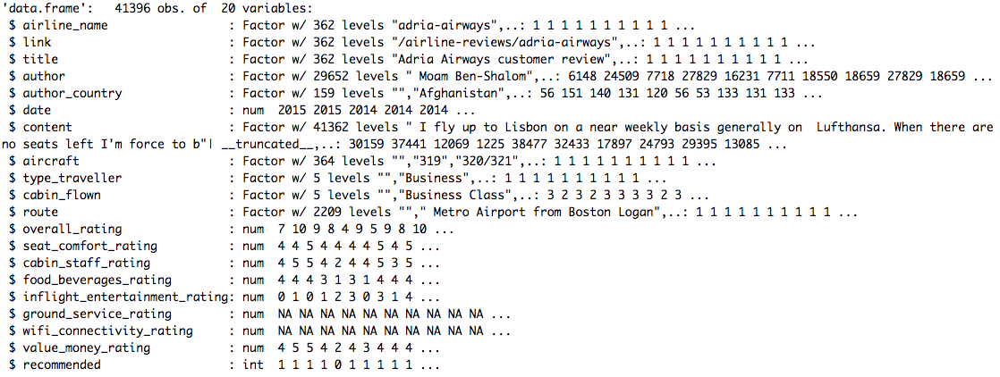 'data.frame':   41396 obs. of  20 variables:
 $ airline_name                : Factor w/ 362 levels "adria-airways",..: 1 1 1 1 1 1 1 1 1 1 ...
 $ link                        : Factor w/ 362 levels "/airline-reviews/adria-airways",..: 1 1 1 1 1 1 1 1 1 1 ...
 $ title                       : Factor w/ 362 levels "Adria Airways customer review",..: 1 1 1 1 1 1 1 1 1 1 ...
 $ author                      : Factor w/ 29652 levels " Moam Ben-Shalom",..: 6148 24509 7718 27829 16231 7711 18550 18659 27829 18659 ...
 $ author_country              : Factor w/ 159 levels "","Afghanistan",..: 56 151 140 131 120 56 53 133 131 133 ...
 $ date                        : num  2015 2015 2014 2014 2014 ...
 $ content                     : Factor w/ 41362 levels " I fly up to Lisbon on a near weekly basis generally on  Lufthansa. When there are
no seats left I'm force to b"| __truncated__,..: 30159 37441 12069 1225 38477 32433 17897 24793 29395 13085 ...
 $ aircraft                    : Factor w/ 364 levels "","319","320/321",..: 1 1 1 1 1 1 1 1 1 1 ...
 $ type_traveller              : Factor w/ 5 levels "","Business",..: 1 1 1 1 1 1 1 1 1 1 ...
 $ cabin_flown                 : Factor w/ 5 levels "","Business Class",..: 3 2 3 2 3 3 3 3 2 3 ...
 $ route                       : Factor w/ 2209 levels ""," Metro Airport from Boston Logan",..: 1 1 1 1 1 1 1 1 1 1 ...
 $ overall_rating              : num  7 10 9 8 4 9 5 9 8 10 ...
 $ seat_comfort_rating         : num  4 4 5 4 4 4 4 5 4 5 ...
 $ cabin_staff_rating          : num  4 5 5 4 2 4 4 5 3 5 ...
 $ food_beverages_rating       : num  4 4 4 3 1 3 1 4 4 4 ...
 $ inflight_entertainment_rating: num  0 1 0 1 2 3 0 3 1 4 ...
 $ ground_service_rating       : num  NA NA NA NA NA NA NA NA NA NA ...
 $ wifi_connectivity_rating    : num  NA NA NA NA NA NA NA NA NA NA ...
 $ value_money_rating          : num  4 5 5 4 2 4 3 4 4 4 ...
 $ recommended                 : int  1 1 1 1 0 1 1 1 1 1 ...